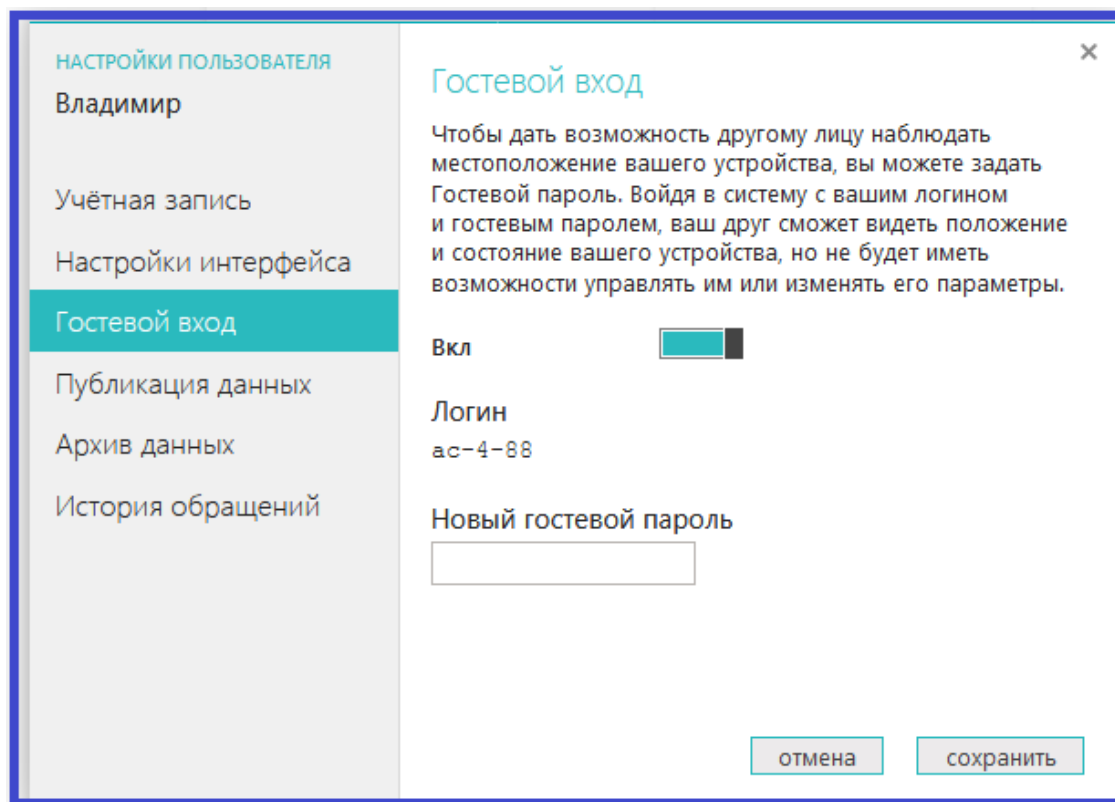 НАСТРОЙКИ ПОЛЬЗОВАТЕЛЯ
Владимир
Учётная запись
Настройки интерфейса
Гостевой вход
Публикация данных
Архив данных
История обращений
Гостевой вход
Чтобы дать возможность другому лицу наблюдать
местоположение вашего устройства, вы можете задать
Гостевой пароль. Войдя в систему с вашим логином
и гостевым паролем, ваш друг сможет видеть положение
и состояние вашего устройства, но не будет иметь
возможности управлять им или изменять его параметры.
Вкл
Логин
ac-4-88
Новый гостевой пароль
отмена
сохранить